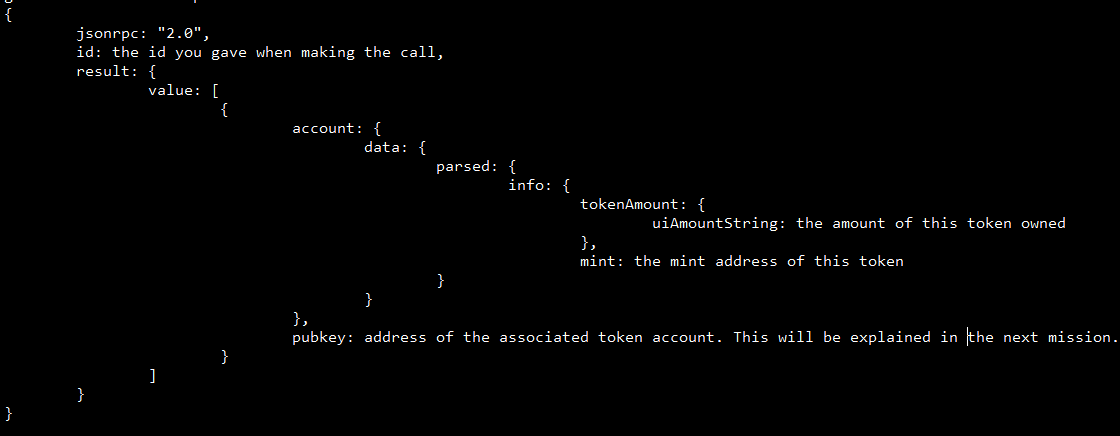 {
jsonrpc: "2.0",
id: the id you gave when making the call,
result: {
value: [
{
account: {
data: {
parsed: {
info: {
tokenAmount: {
uiAmountString: the amount of this token owned
},
mint: the mint address of this token
}
}
},
pubkey: address of the associated token account. This will be explained in the next mission.
}
]
}
}